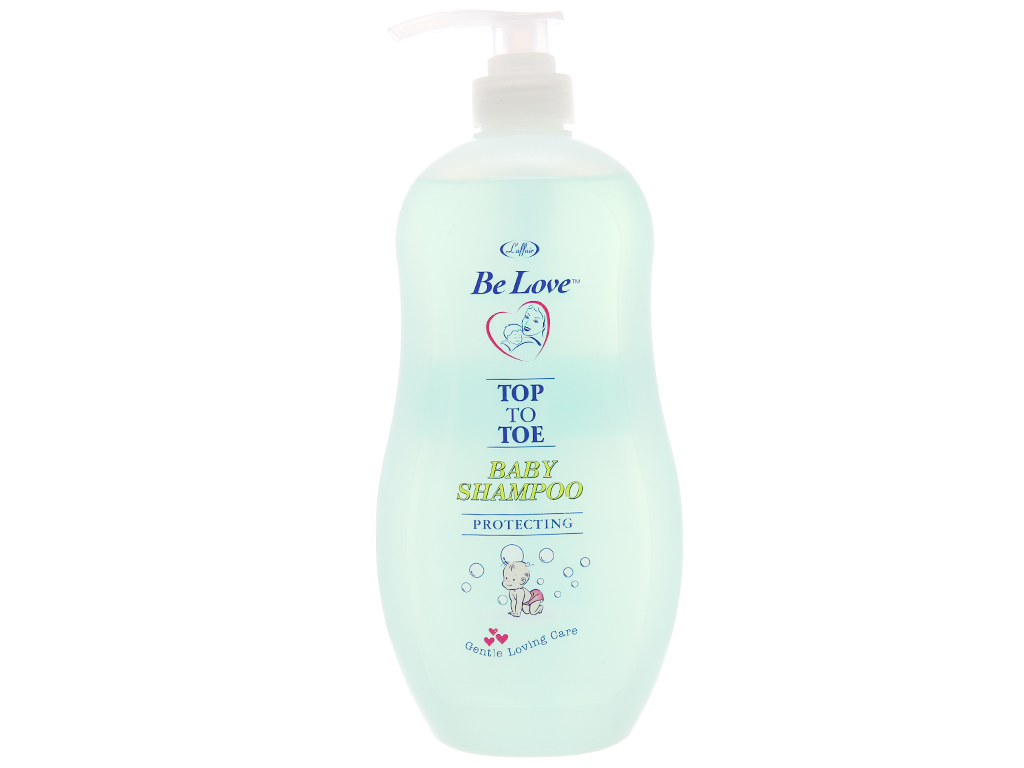 L'affair
Be Love™
TOP
TO
TOE
BABY
SHAMPOO
PROTECTING
Gentle Loving Care